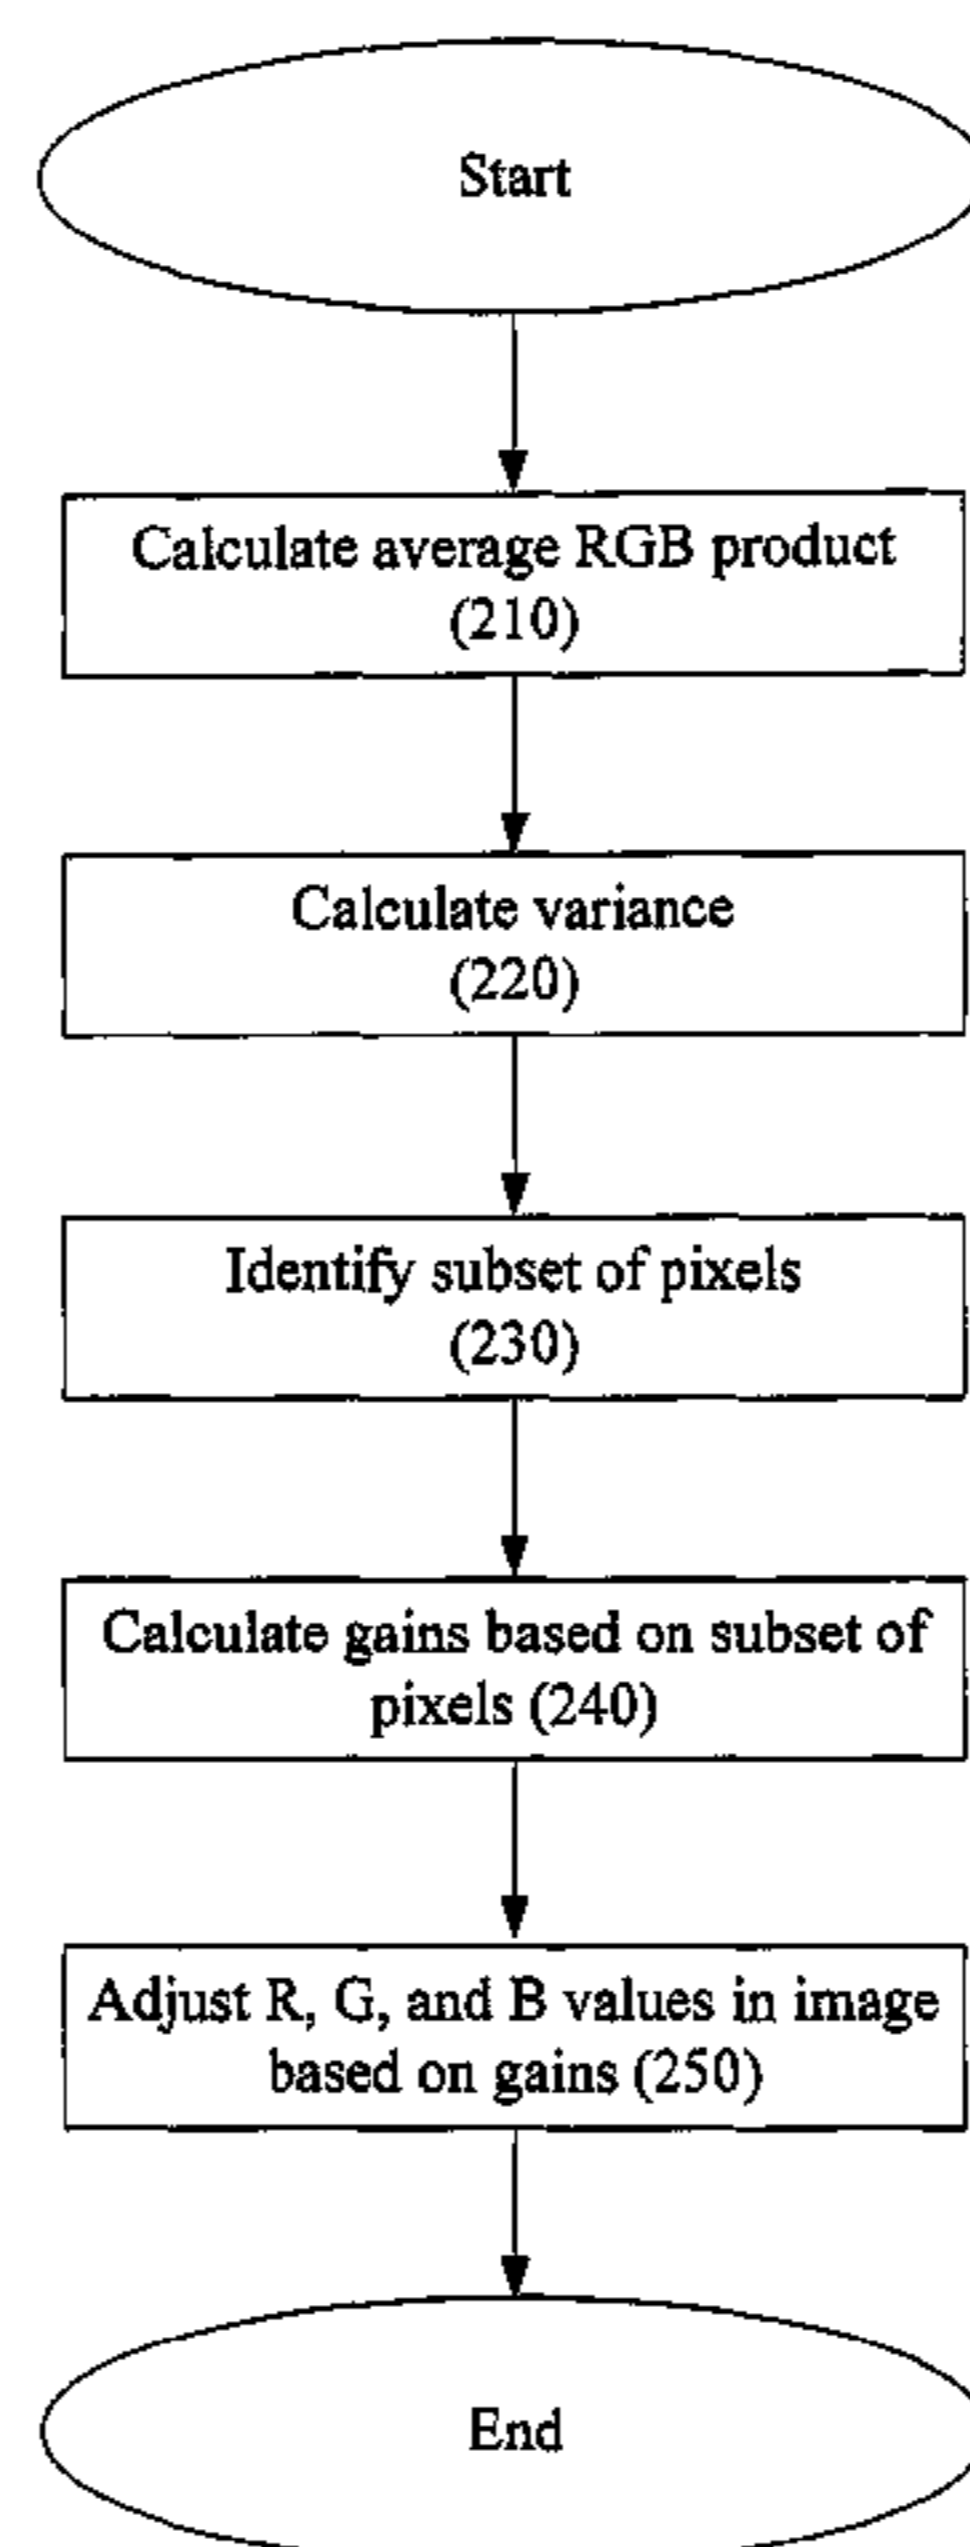 Start
Calculate average RGB product
(210)
Calculate variance
(220)
Identify subset of pixels
(230)
Calculate gains based on subset of
pixels (240)
Adjust R, G, and B values in image
based on gains (250)
End